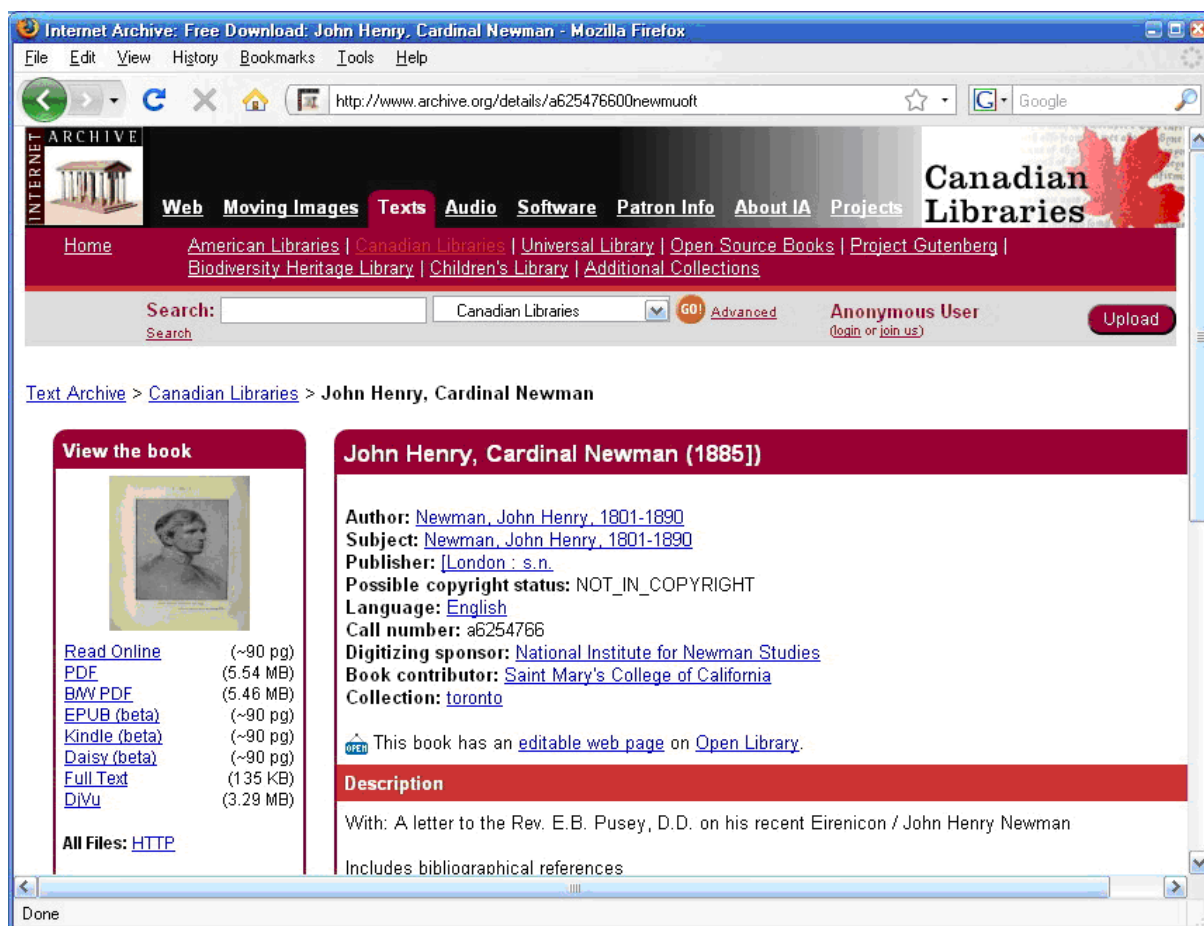 Internet Archive: Free Download: John Henry, Cardinal Newman - Mozilla Firefox
File Edit View History Bookmarks Tools Help
http://www.archive.org/details/a625476600newmuoft
G Google
INTERNET
ARCHIVE
Canadian
Libraries
Web Moving Images Texts Audio Software Patron Info About IA Projects
Home
American Libraries | Canadian Libraries | Universal Library | Open Source Books | Project Gutenberg |
Biodiversity Heritage Library | Children's Library | Additional Collections
Search: Canadian Libraries GO! Advanced
Search
Anonymous User
(login or join us)
Upload
Text Archive > Canadian Libraries > John Henry, Cardinal Newman
View the book
Read Online (~90 pg)
PDF (5.54 MB)
B/W PDF (5.46 MB)
EPUB (beta) (~90 pg)
Kindle (beta) (~90 pg)
Daisy (beta) (~90 pg)
Full Text (135 KB)
DjVu (3.29 MB)
All Files: HTTP
John Henry, Cardinal Newman (1885])
Author: Newman, John Henry, 1801-1890
Subject: Newman, John Henry, 1801-1890
Publisher: [London : s.n.
Possible copyright status: NOT_IN_COPYRIGHT
Language: English
Call number: a6254766
Digitizing sponsor: National Institute for Newman Studies
Book contributor: Saint Mary's College of California
Collection: toronto
OPEN This book has an editable web page on Open Library.
Description
With: A letter to the Rev. E.B. Pusey, D.D. on his recent Eirenicon / John Henry Newman
Includes bibliographical references
Done